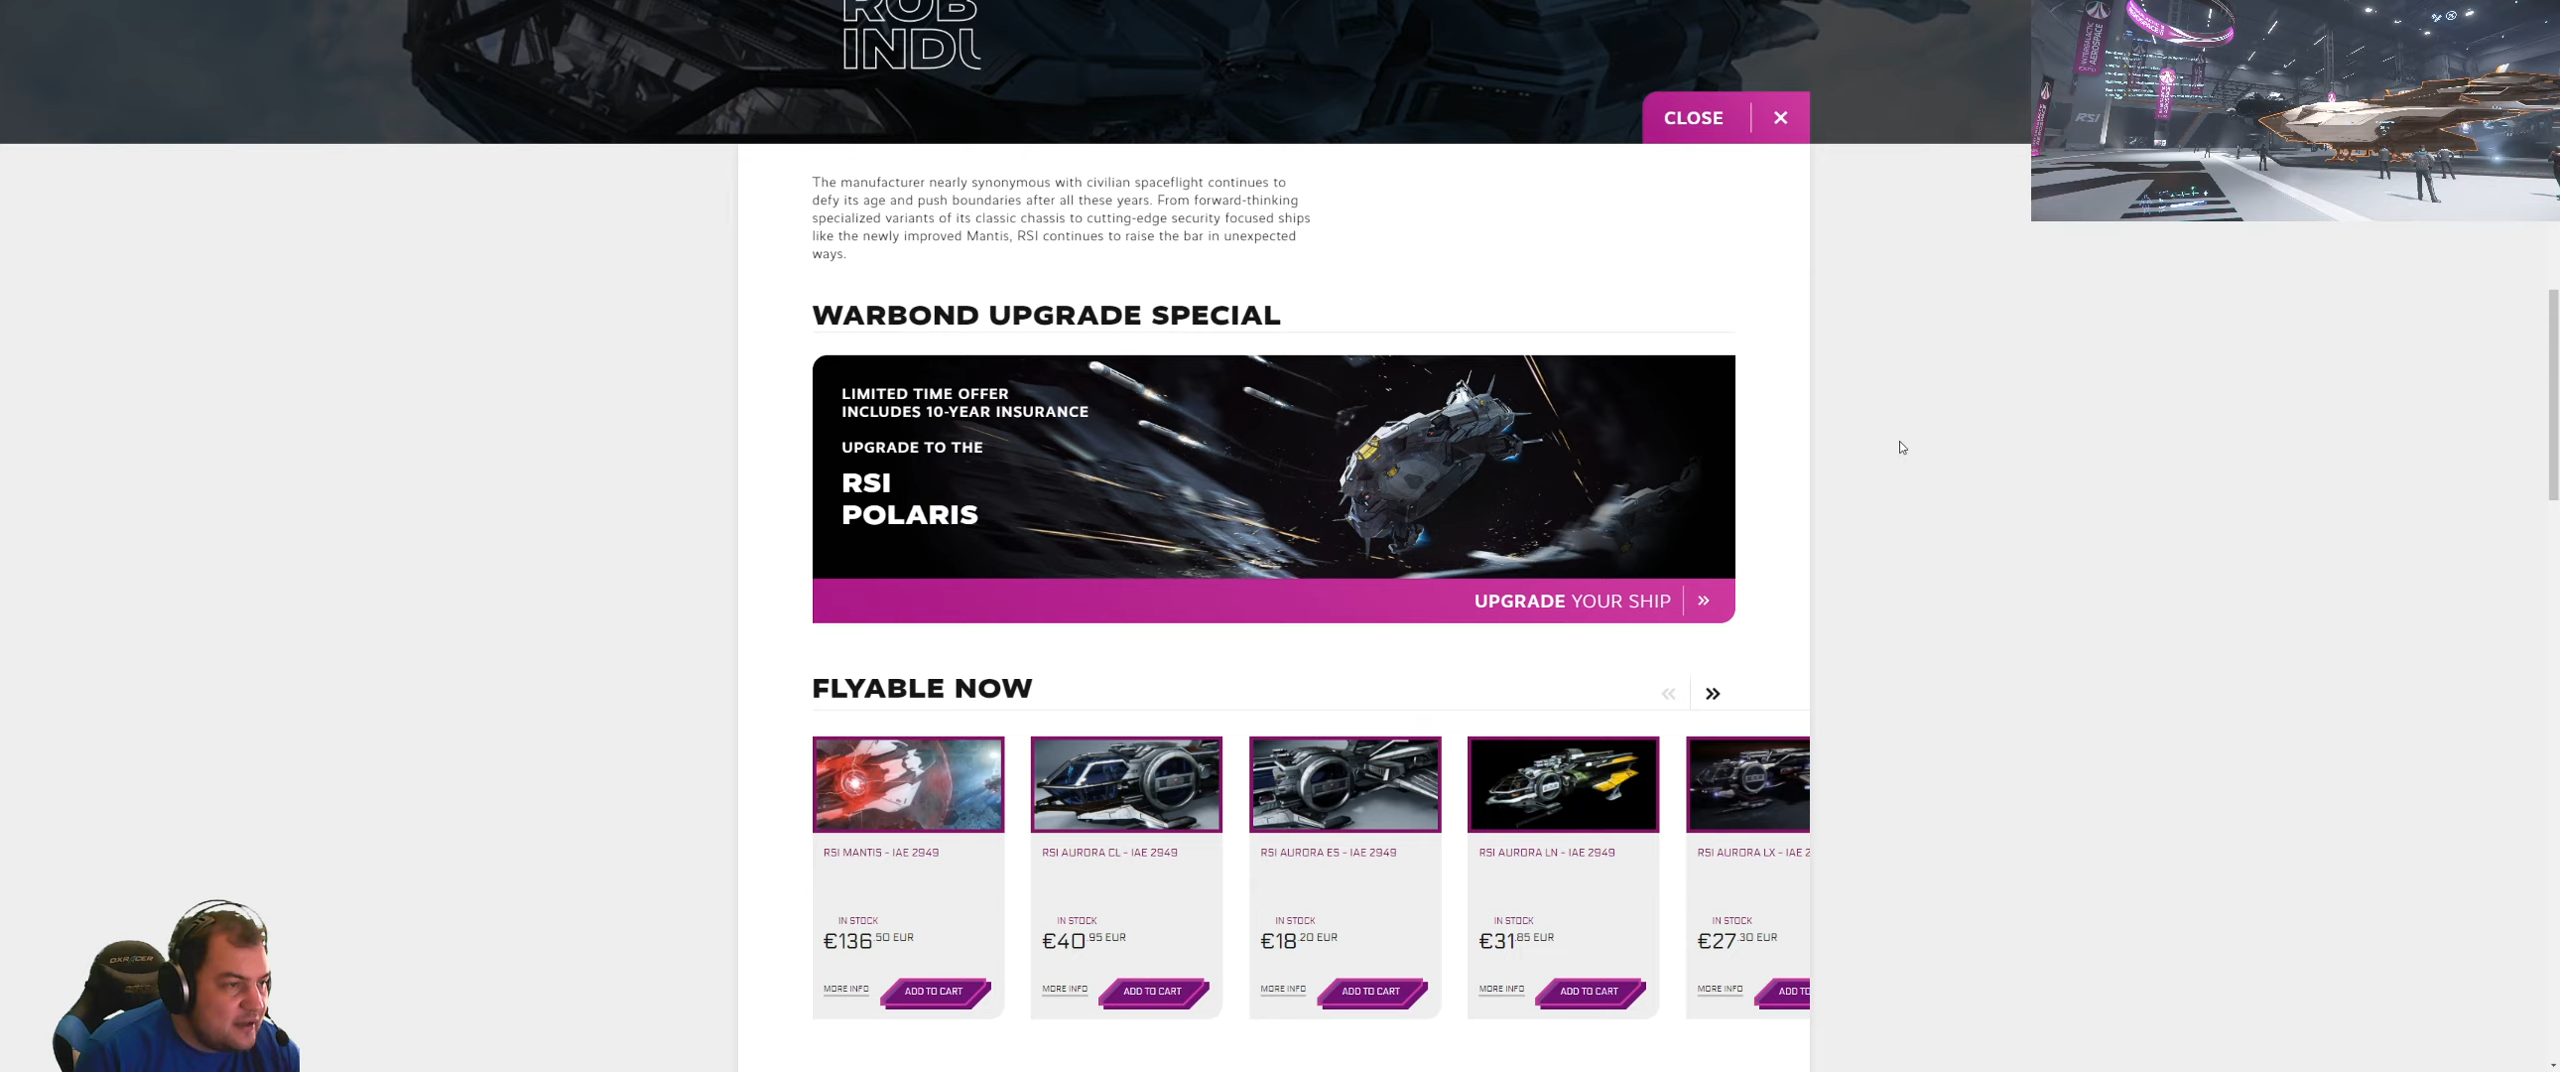 ROB
INDU
CLOSE ×
INTERGALACTIC
AEROSPACE
RSI
The manufacturer nearly synonymous with civilian spaceflight continues to
defy its age and push boundaries after all these years. From forward-thinking
specialized variants of its classic chassis to cutting-edge security focused ships
like the newly improved Mantis, RSI continues to raise the bar in unexpected
ways.
WARBOND UPGRADE SPECIAL
LIMITED TIME OFFER
INCLUDES 10-YEAR INSURANCE
UPGRADE TO THE
RSI
POLARIS
UPGRADE YOUR SHIP »
FLYABLE NOW « »
RSI MANTIS - IAE 2949
IN STOCK
€136.50 EUR
MORE INFO ADD TO CART
RSI AURORA CL - IAE 2949
IN STOCK
€40.95 EUR
MORE INFO ADD TO CART
RSI AURORA ES - IAE 2949
IN STOCK
€18.20 EUR
MORE INFO ADD TO CART
RSI AURORA LN - IAE 2949
IN STOCK
€31.85 EUR
MORE INFO ADD TO CART
RSI AURORA LX - IAE 2
IN STOCK
€27.30 EUR
MORE INFO ADD TO
DXRACER